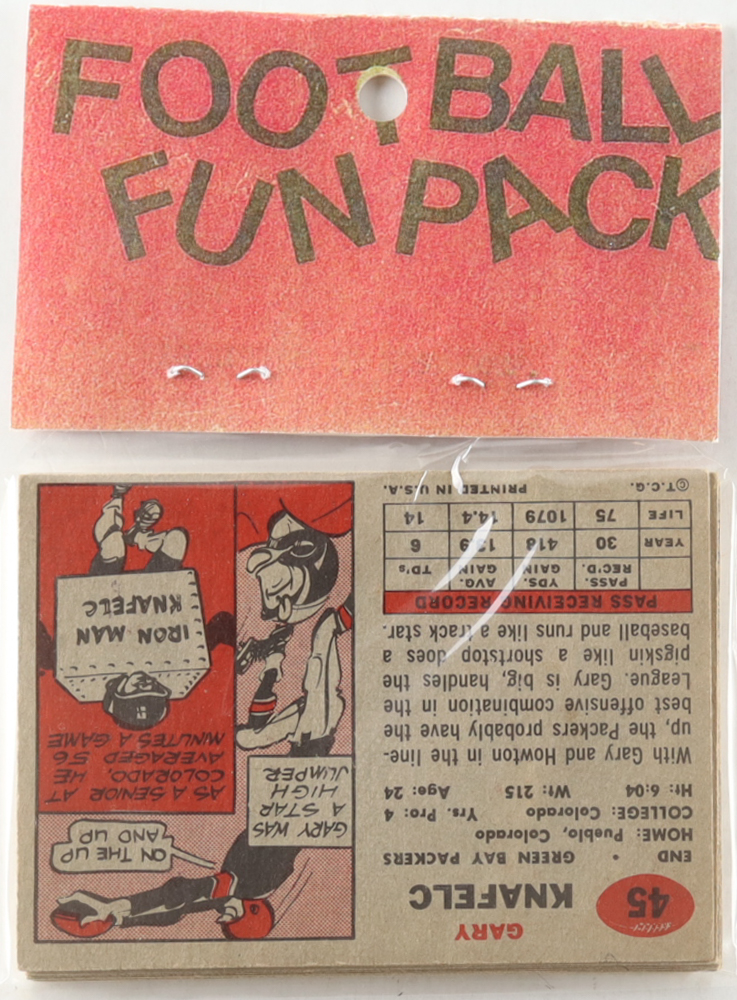 FOOTBALL
FUN PACK
45
GARY
KNAFELC
END • GREEN BAY PACKERS
HOME: Pueblo, Colorado
COLLEGE: Colorado Yrs. Pro: 4
Ht: 6:04 Wt: 215 Age: 24
With Gary and Howton in the line-
up, the Packers probably have the
best offensive combination in the
League. Gary is big, handles the
pigskin like a shortstop does a
baseball and runs like a track star.
PASS RECEIVING RECORD
PASS. REC'D. YDS. GAIN AVG. GAIN TD's
YEAR 30 418 13.9 6
LIFE 75 1079 14.4 14
©T.C.G. PRINTED IN U.S.A.
ON THE UP
AND UP
GARY WAS
A STAR
HIGH
JUMPER
AS A SENIOR AT
COLORADO, HE
AVERAGED 56
MINUTES A GAME
IRON MAN
KNAFELC